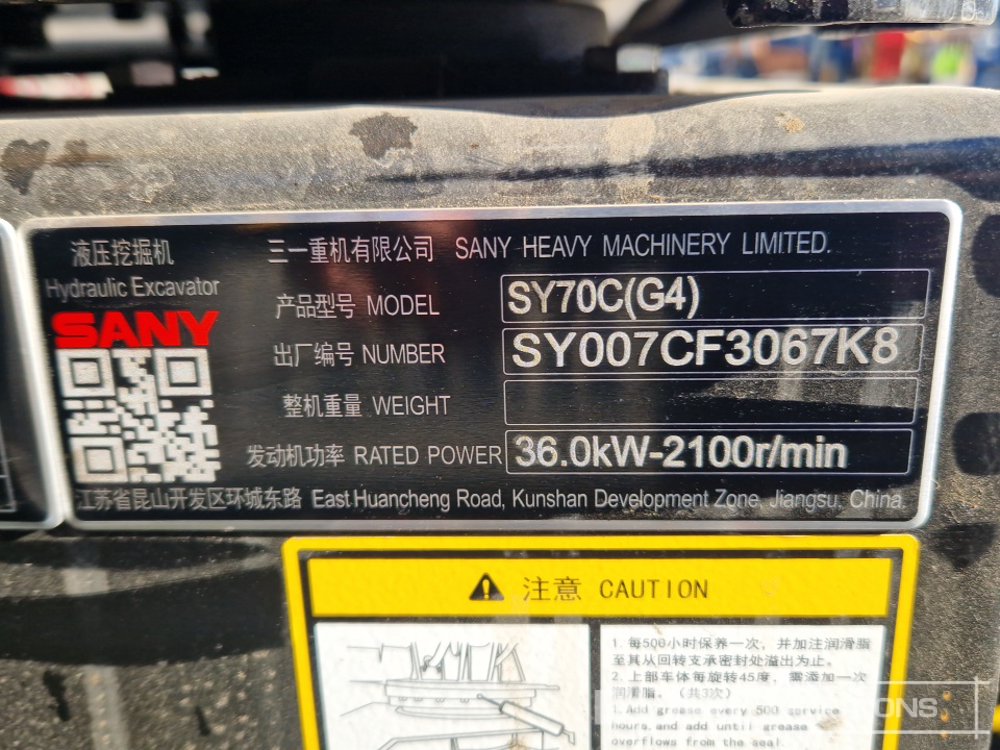 液压挖掘机 三一重机有限公司 SANY HEAVY MACHINERY LIMITED.
Hydraulic Excavator
SANY
产品型号 MODEL SY70C(G4)
出厂编号 NUMBER SY007CF3067K8
整机重量 WEIGHT
发动机功率 RATED POWER 36.0kW-2100r/min
江苏省昆山开发区环城东路 East Huancheng Road, Kunshan Development Zone, Jiangsu, China.
注意 CAUTION
1.每500小时保养一次，并加注润滑脂
至其从回转支承密封处溢出为止。
2.上部车体每旋转45度，需添加一次
润滑脂。（共3次）
1.Add grease every 500 service
hours and add until grease
overflows from the seal